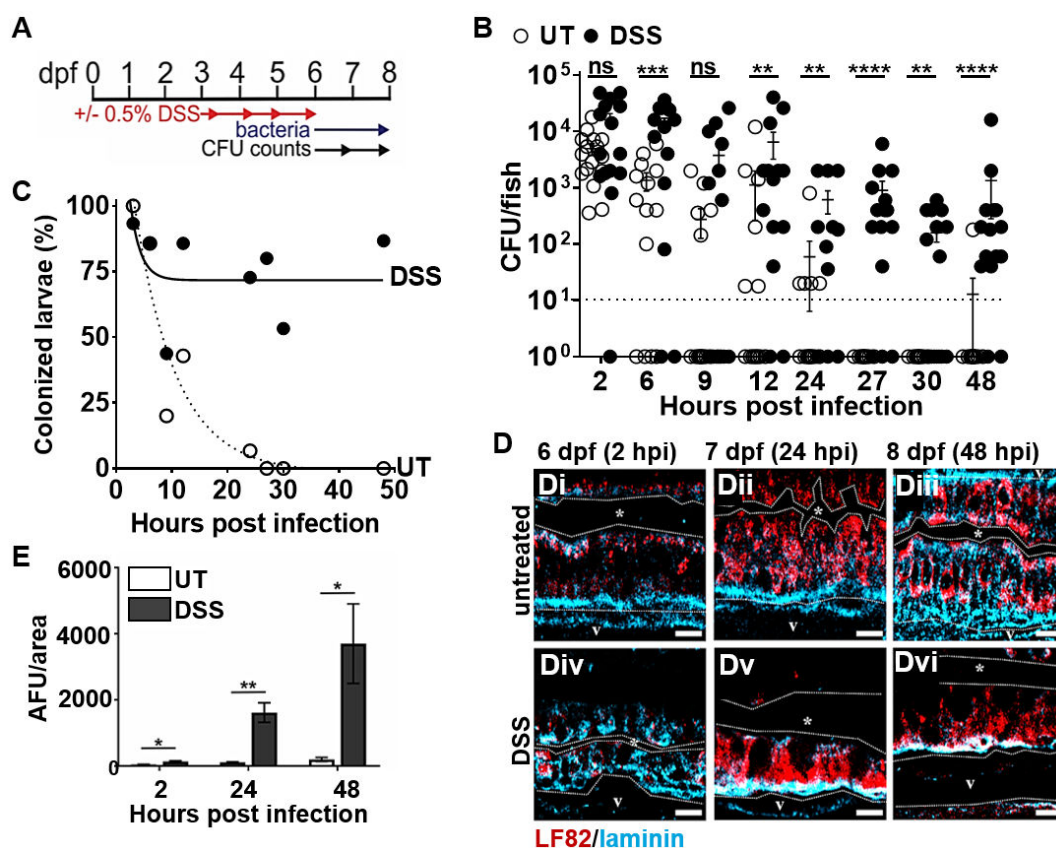 A
dpf 0 1 2 3 4 5 6 7 8
+/- 0.5% DSS
bacteria
CFU counts
B
UT DSS
ns *** ns ** ** **** ** ****
CFU/fish
10^5
10^4
10^3
10^2
10^1
10^0
2 6 9 12 24 27 30 48
Hours post infection
C
Colonized larvae (%)
100
75
50
25
0
DSS
UT
0 10 20 30 40 50
Hours post infection
D
6 dpf (2 hpi) 7 dpf (24 hpi) 8 dpf (48 hpi)
untreated
Di
*
v
Dii
*
v
Diii
*
v
v
DSS
Div
*
v
Dv
*
v
Dvi
*
v
LF82/laminin
E
UT
DSS
AFU/area
6000
4000
2000
0
* ** *
2 24 48
Hours post infection